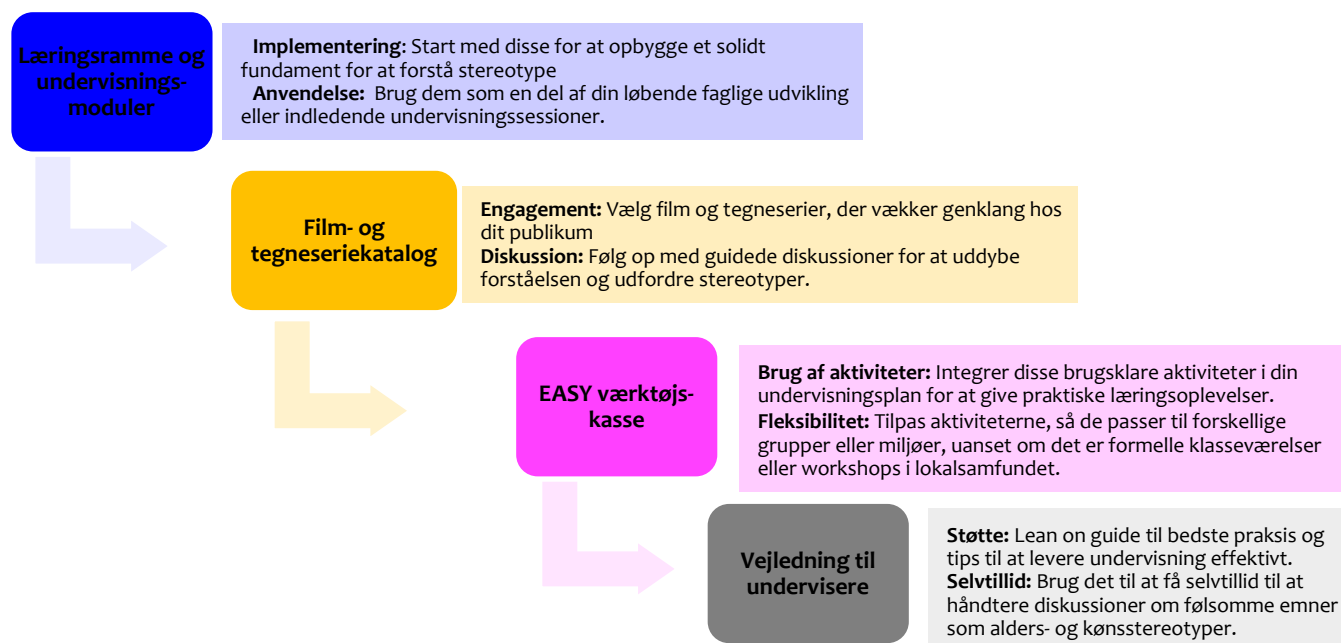 Læringsramme og
undervisnings-
moduler
Implementering: Start med disse for at opbygge et solidt
fundament for at forstå stereotype
Anvendelse: Brug dem som en del af din løbende faglige udvikling
eller indledende undervisningssessioner.
Film- og
tegneseriekatalog
Engagement: Vælg film og tegneserier, der vækker genklang hos
dit publikum
Diskussion: Følg op med guidede diskussioner for at uddybe
forståelsen og udfordre stereotyper.
EASY værktøjs-
kasse
Brug af aktiviteter: Integrer disse brugsklare aktiviteter i din
undervisningsplan for at give praktiske læringsoplevelser.
Fleksibilitet: Tilpas aktiviteterne, så de passer til forskellige
grupper eller miljøer, uanset om det er formelle klasseværelser
eller workshops i lokalsamfundet.
Vejledning til
undervisere
Støtte: Lean on guide til bedste praksis og
tips til at levere undervisning effektivt.
Selvtillid: Brug det til at få selvtillid til at
håndtere diskussioner om følsomme emner
som alders- og kønsstereotyper.